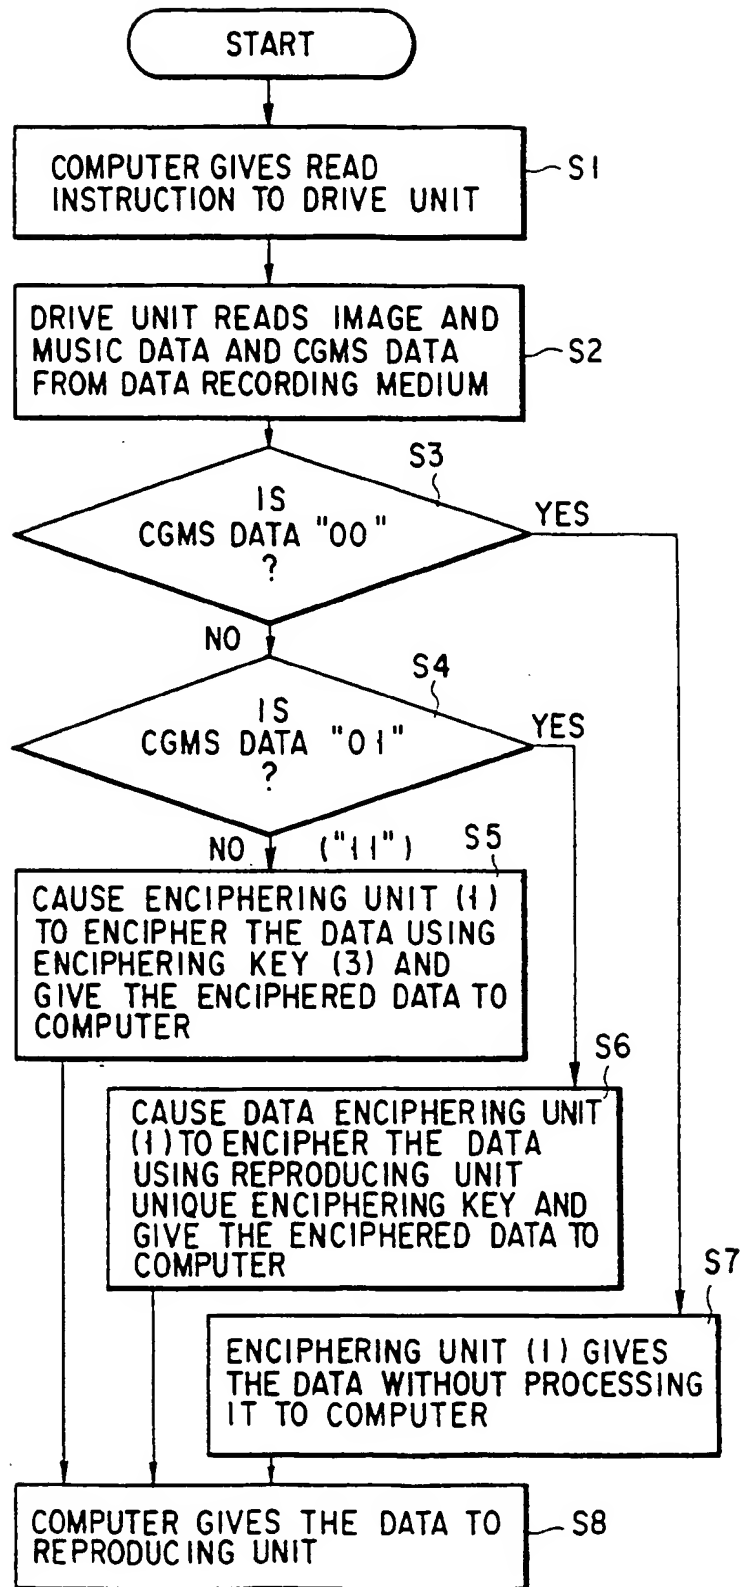 START
COMPUTER GIVES READ
INSTRUCTION TO DRIVE UNIT
S1
DRIVE UNIT READS IMAGE AND
MUSIC DATA AND CGMS DATA
FROM DATA RECORDING MEDIUM
S2
S3
IS
CGMS DATA "00"
?
YES
NO
S4
IS
CGMS DATA "01"
?
YES
NO ("11")
S5
CAUSE ENCIPHERING UNIT (1)
TO ENCIPHER THE DATA USING
ENCIPHERING KEY (3) AND
GIVE THE ENCIPHERED DATA TO
COMPUTER
S6
CAUSE DATA ENCIPHERING UNIT
(1) TO ENCIPHER THE DATA
USING REPRODUCING UNIT
UNIQUE ENCIPHERING KEY AND
GIVE THE ENCIPHERED DATA TO
COMPUTER
S7
ENCIPHERING UNIT (1) GIVES
THE DATA WITHOUT PROCESSING
IT TO COMPUTER
COMPUTER GIVES THE DATA TO
REPRODUCING UNIT
S8